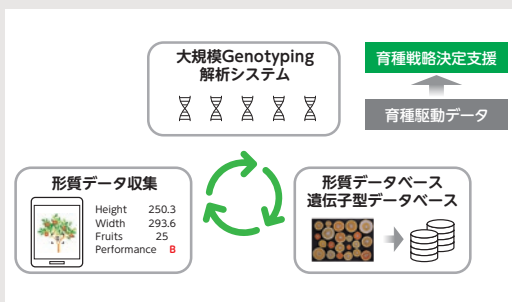 大規模Genotyping
解析システム
育種戦略決定支援
育種駆動データ
形質データ収集
Height 250.3
Width 293.6
Fruits 25
Performance B
形質データベース
遺伝子型データベース